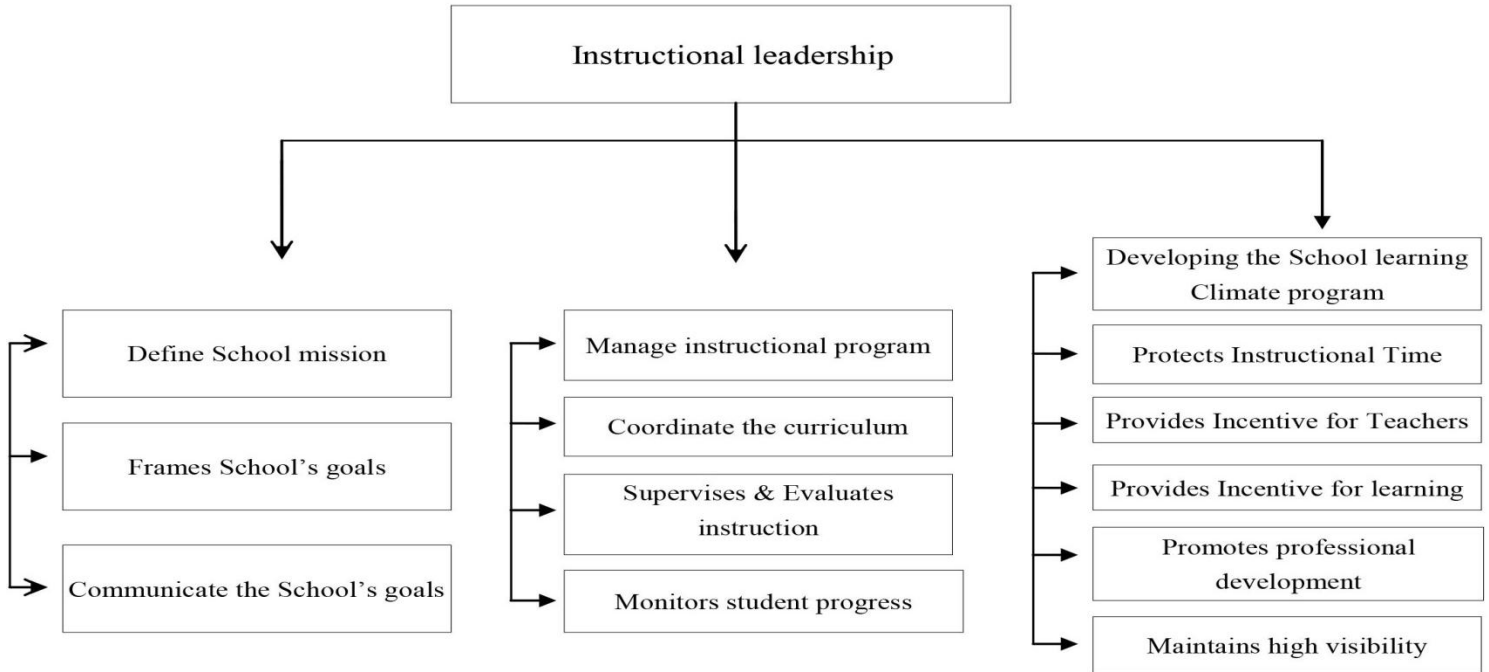 Instructional leadership
Define School mission
Frames School’s goals
Communicate the School’s goals
Manage instructional program
Coordinate the curriculum
Supervises & Evaluates
instruction
Monitors student progress
Developing the School learning
Climate program
Protects Instructional Time
Provides Incentive for Teachers
Provides Incentive for learning
Promotes professional
development
Maintains high visibility